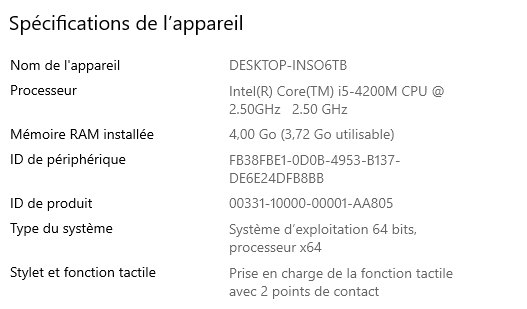 Spécifications de l'appareil
Nom de l'appareil DESKTOP-INSO6TB
Processeur Intel(R) Core(TM) i5-4200M CPU @
2.50GHz 2.50 GHz
Mémoire RAM installée 4,00 Go (3,72 Go utilisable)
ID de périphérique FB38FBE1-0D0B-4953-B137-
DE6E24DFB8BB
ID de produit 00331-10000-00001-AA805
Type du système Système d'exploitation 64 bits,
processeur x64
Stylet et fonction tactile Prise en charge de la fonction tactile
avec 2 points de contact